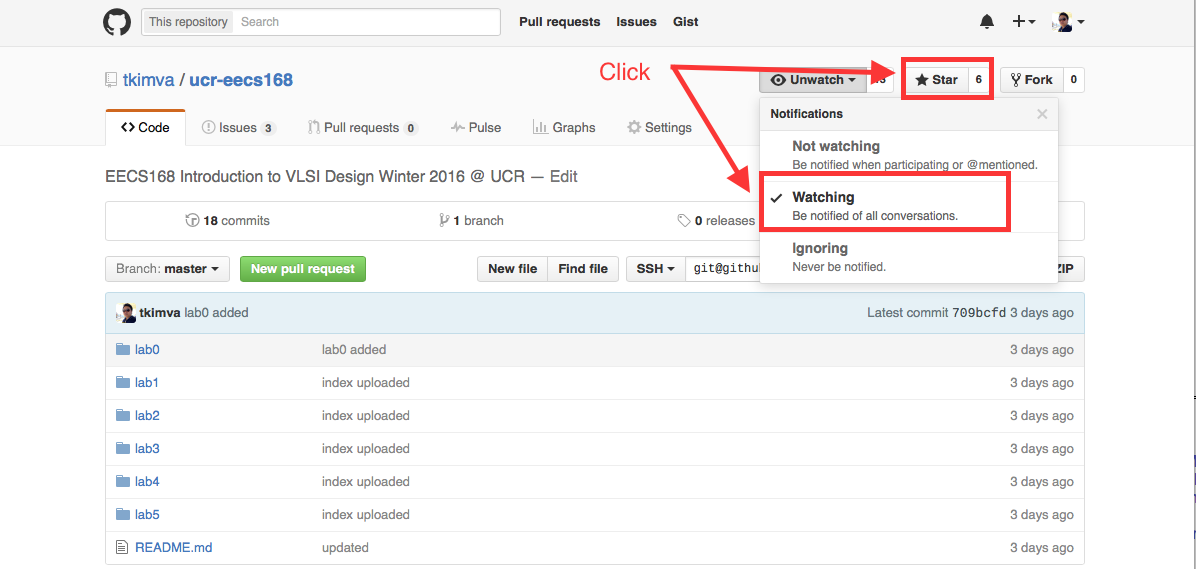 This repository Search Pull requests Issues Gist
tkimva / ucr-eecs168
Click
Unwatch
Star 6
Fork 0
Code Issues 3 Pull requests 0 Pulse Graphs Settings
Notifications
Not watching
Be notified when participating or @mentioned.
Watching
Be notified of all conversations.
Ignoring
Never be notified.
EECS168 Introduction to VLSI Design Winter 2016 @ UCR — Edit
18 commits 1 branch 0 releases
Branch: master New pull request New file Find file SSH git@githu ZIP
tkimva lab0 added Latest commit 709bcfd 3 days ago
lab0 lab0 added 3 days ago
lab1 index uploaded 3 days ago
lab2 index uploaded 3 days ago
lab3 index uploaded 3 days ago
lab4 index uploaded 3 days ago
lab5 index uploaded 3 days ago
README.md updated 3 days ago